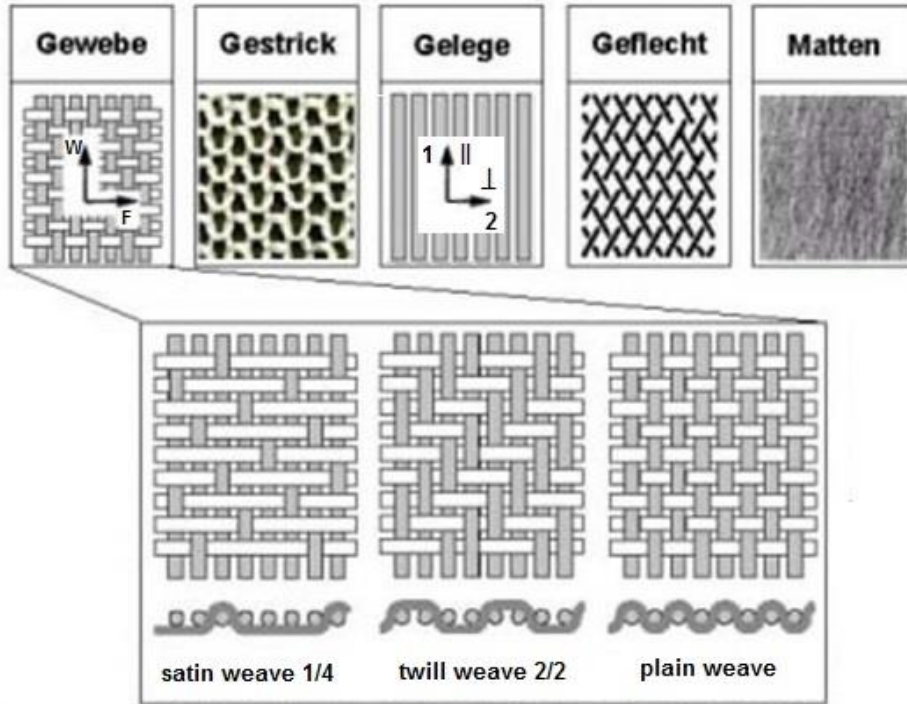 Gewebe
Gestrick
Gelege
Geflecht
Matten
W
F
1 ||
⊥
2
satin weave 1/4
twill weave 2/2
plain weave